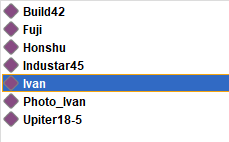 Build42
Fuji
Honshu
Industar45
Ivan
Photo_Ivan
Upiter18-5